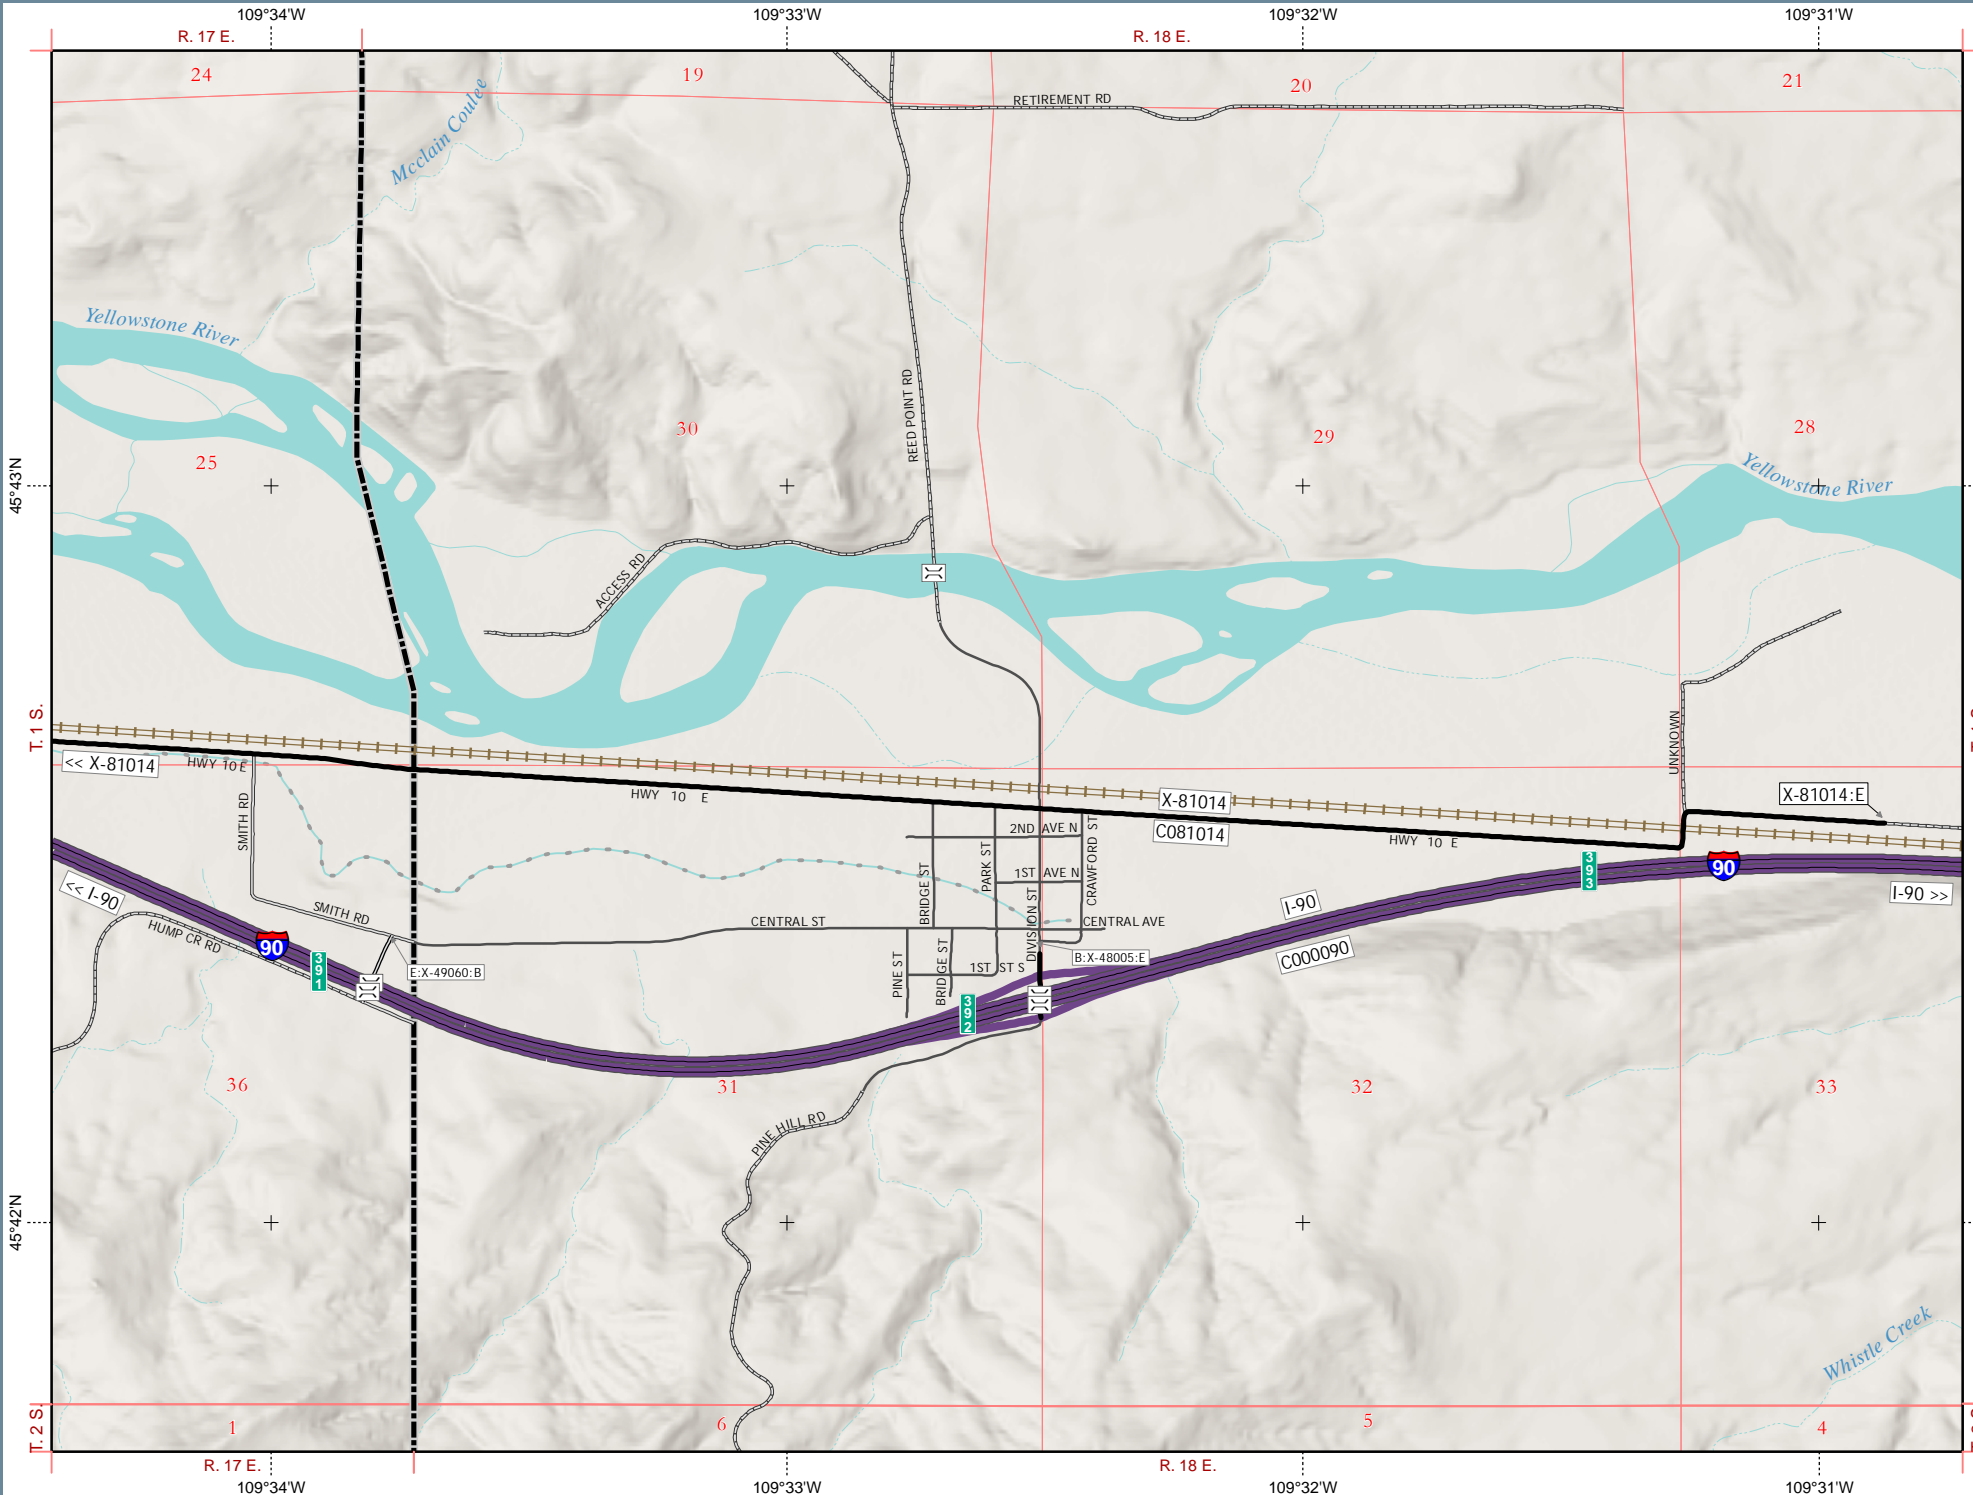 109°34'W
109°33'W
109°32'W
109°31'W
R. 17 E.
R. 18 E.
24
19
20
21
RETIREMENT RD
Mcclain Coulee
Yellowstone River
REED POINT RD
30
29
28
25
Yellowstone River
45°43'N
ACCESS RD
T. 1 S.
UNKNOWN
<< X-81014
HWY 10 E
HWY 10 E
X-81014
C081014
HWY 10 E
X-81014:E
SMITH RD
2ND AVE N
PARK ST
CRAWFORD ST
BRIDGE ST
1ST AVE N
DIVISION ST
393
90
I-90 >>
<< I-90
SMITH RD
CENTRAL ST
CENTRAL AVE
I-90
HUMP CR RD
90
391
E:X-49060:B
PINE ST
BRIDGE ST
1ST ST S
B:X-48005:E
C000090
392
36
31
32
33
PINE HILL RD
45°42'N
Whistle Creek
T. 2 S.
1
6
5
4
R. 17 E.
R. 18 E.
109°34'W
109°33'W
109°32'W
109°31'W